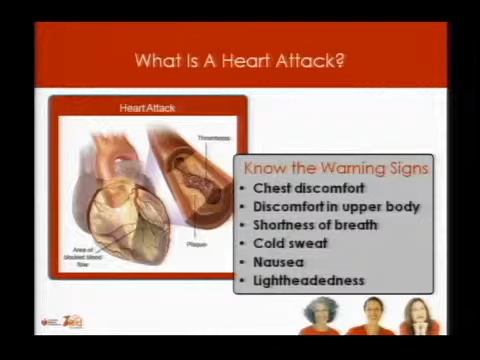 What Is A Heart Attack?
Heart Attack
Thrombosis
Know the Warning Signs
• Chest discomfort
• Discomfort in upper body
• Shortness of breath
• Cold sweat
• Nausea
• Lightheadedness
Plaque
Area of
blocked blood
flow